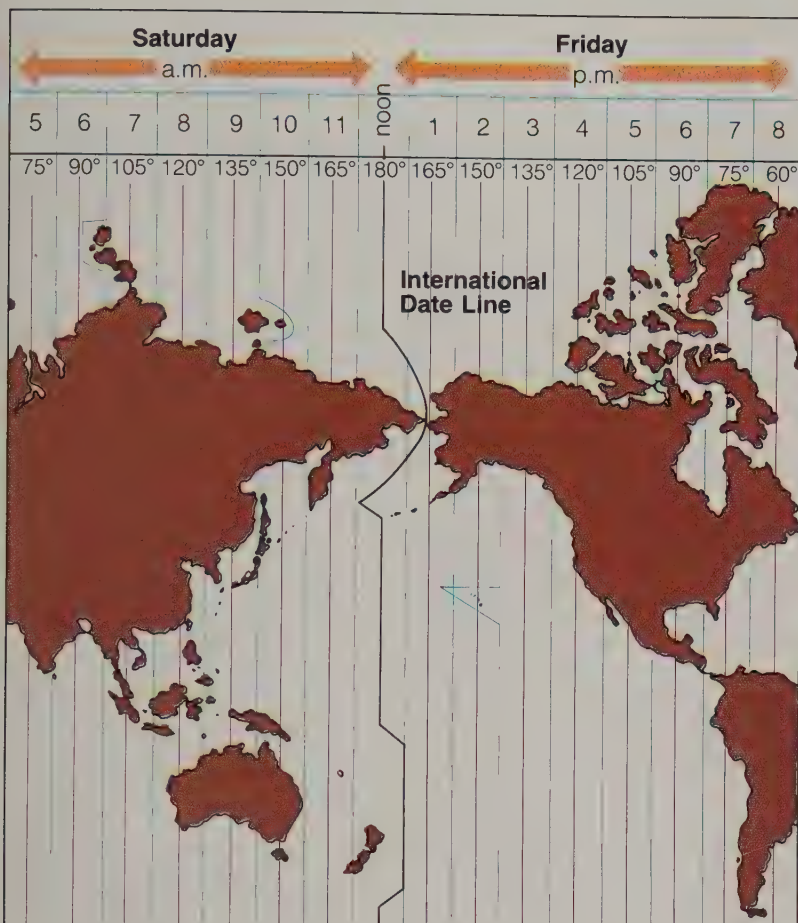 Saturday
Friday
a.m.
p.m.
5 6 7 8 9 10 11 noon 1 2 3 4 5 6 7 8
75° 90° 105° 120° 135° 150° 165° 180° 165° 150° 135° 120° 105° 90° 75° 60°
International
Date Line